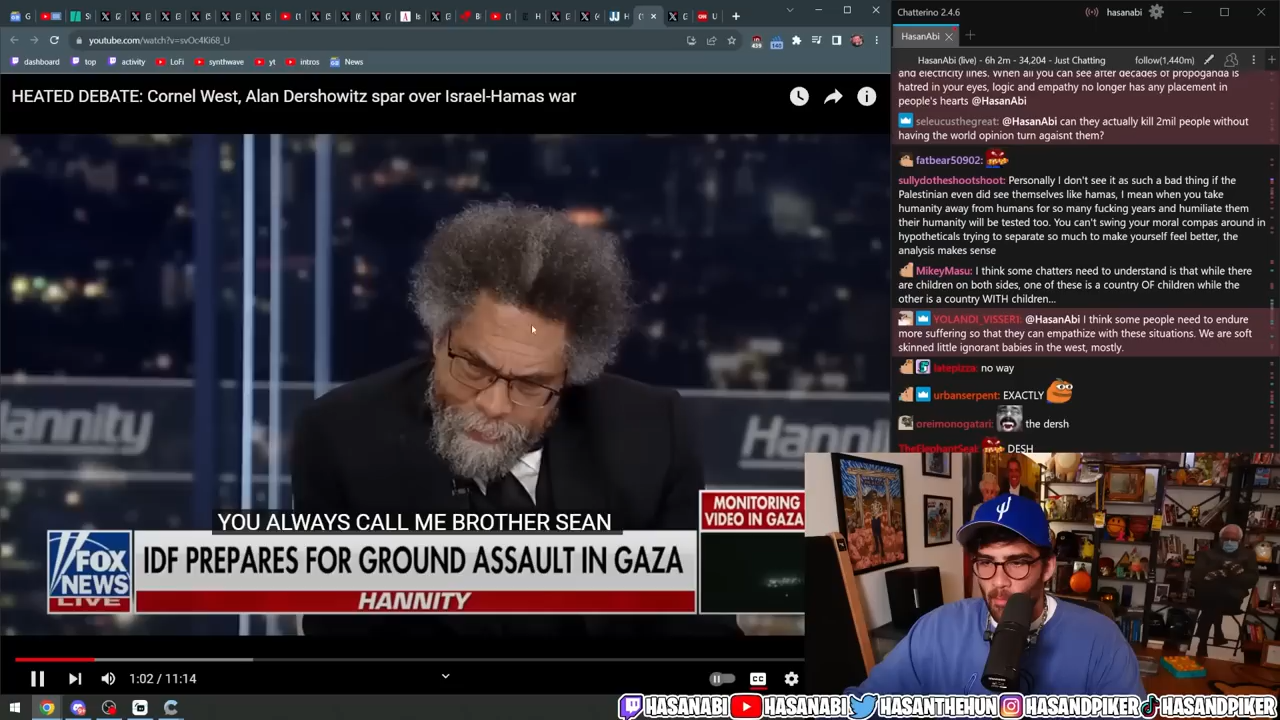 Chatterino 2.4.6
hasanabi
youtube.com/watch?v=svOc4Ki68_U
439
140
HasanAbi
dashboard
top
activity
LoFi
synthwave
yt
intros
News
HasanAbi (live) - 6h 2m - 34,204 - Just Chatting
follow(1,440m)
HEATED DEBATE: Cornel West, Alan Dershowitz spar over Israel-Hamas war
and electricity lines. When all you can see after decades of propoganda is
hatred in your eyes, logic and empathy no longer has any placement in
people's hearts @HasanAbi
seleucusthegreat: @HasanAbi can they actually kill 2mil people without
having the world opinion turn agaisnt them?
fatbear50902:
sullydotheshootshoot: Personally I don't see it as such a bad thing if the
Palestinian even did see themselves like hamas, I mean when you take
humanity away from humans for so many fucking years and humiliate them
their humanity will be tested too. You can't swing your moral compas around in
hypotheticals trying to separate so much to make yourself feel better, the
analysis makes sense
MikeyMasu: I think some chatters need to understand is that while there
are children on both sides, one of these is a country OF children while the
other is a country WITH children...
YOLANDI_VISSER1: @HasanAbi I think some people need to endure
more suffering so that they can empathize with these situations. We are soft
skinned little ignorant babies in the west, mostly.
latepizza: no way
urbanserpent: EXACTLY
oreimonogatari: the dersh
TheElephantSeal: DESH
Hannity
YOU ALWAYS CALL ME BROTHER SEAN
MONITORING
VIDEO IN GAZA
FOX
NEWS
LIVE
IDF PREPARES FOR GROUND ASSAULT IN GAZA
HANNITY
1:02 / 11:14
CC
HASANABI
HASANABI
HASANTHEHUN
HASANDPIKER
HASANDPIKER